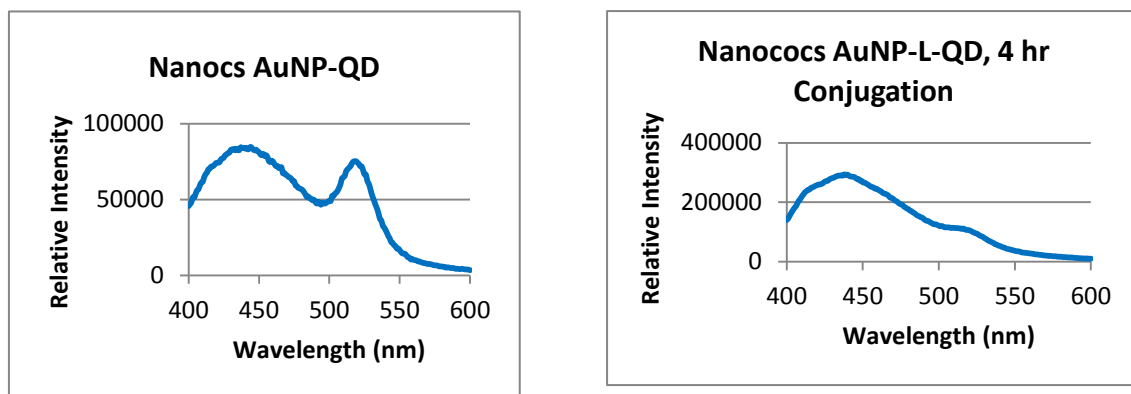 Nanocs AuNP-QD
Relative Intensity
100000
50000
0
400 450 500 550 600
Wavelength (nm)
Nanococs AuNP-L-QD, 4 hr
Conjugation
Relative Intensity
400000
200000
0
400 450 500 550 600
Wavelength (nm)